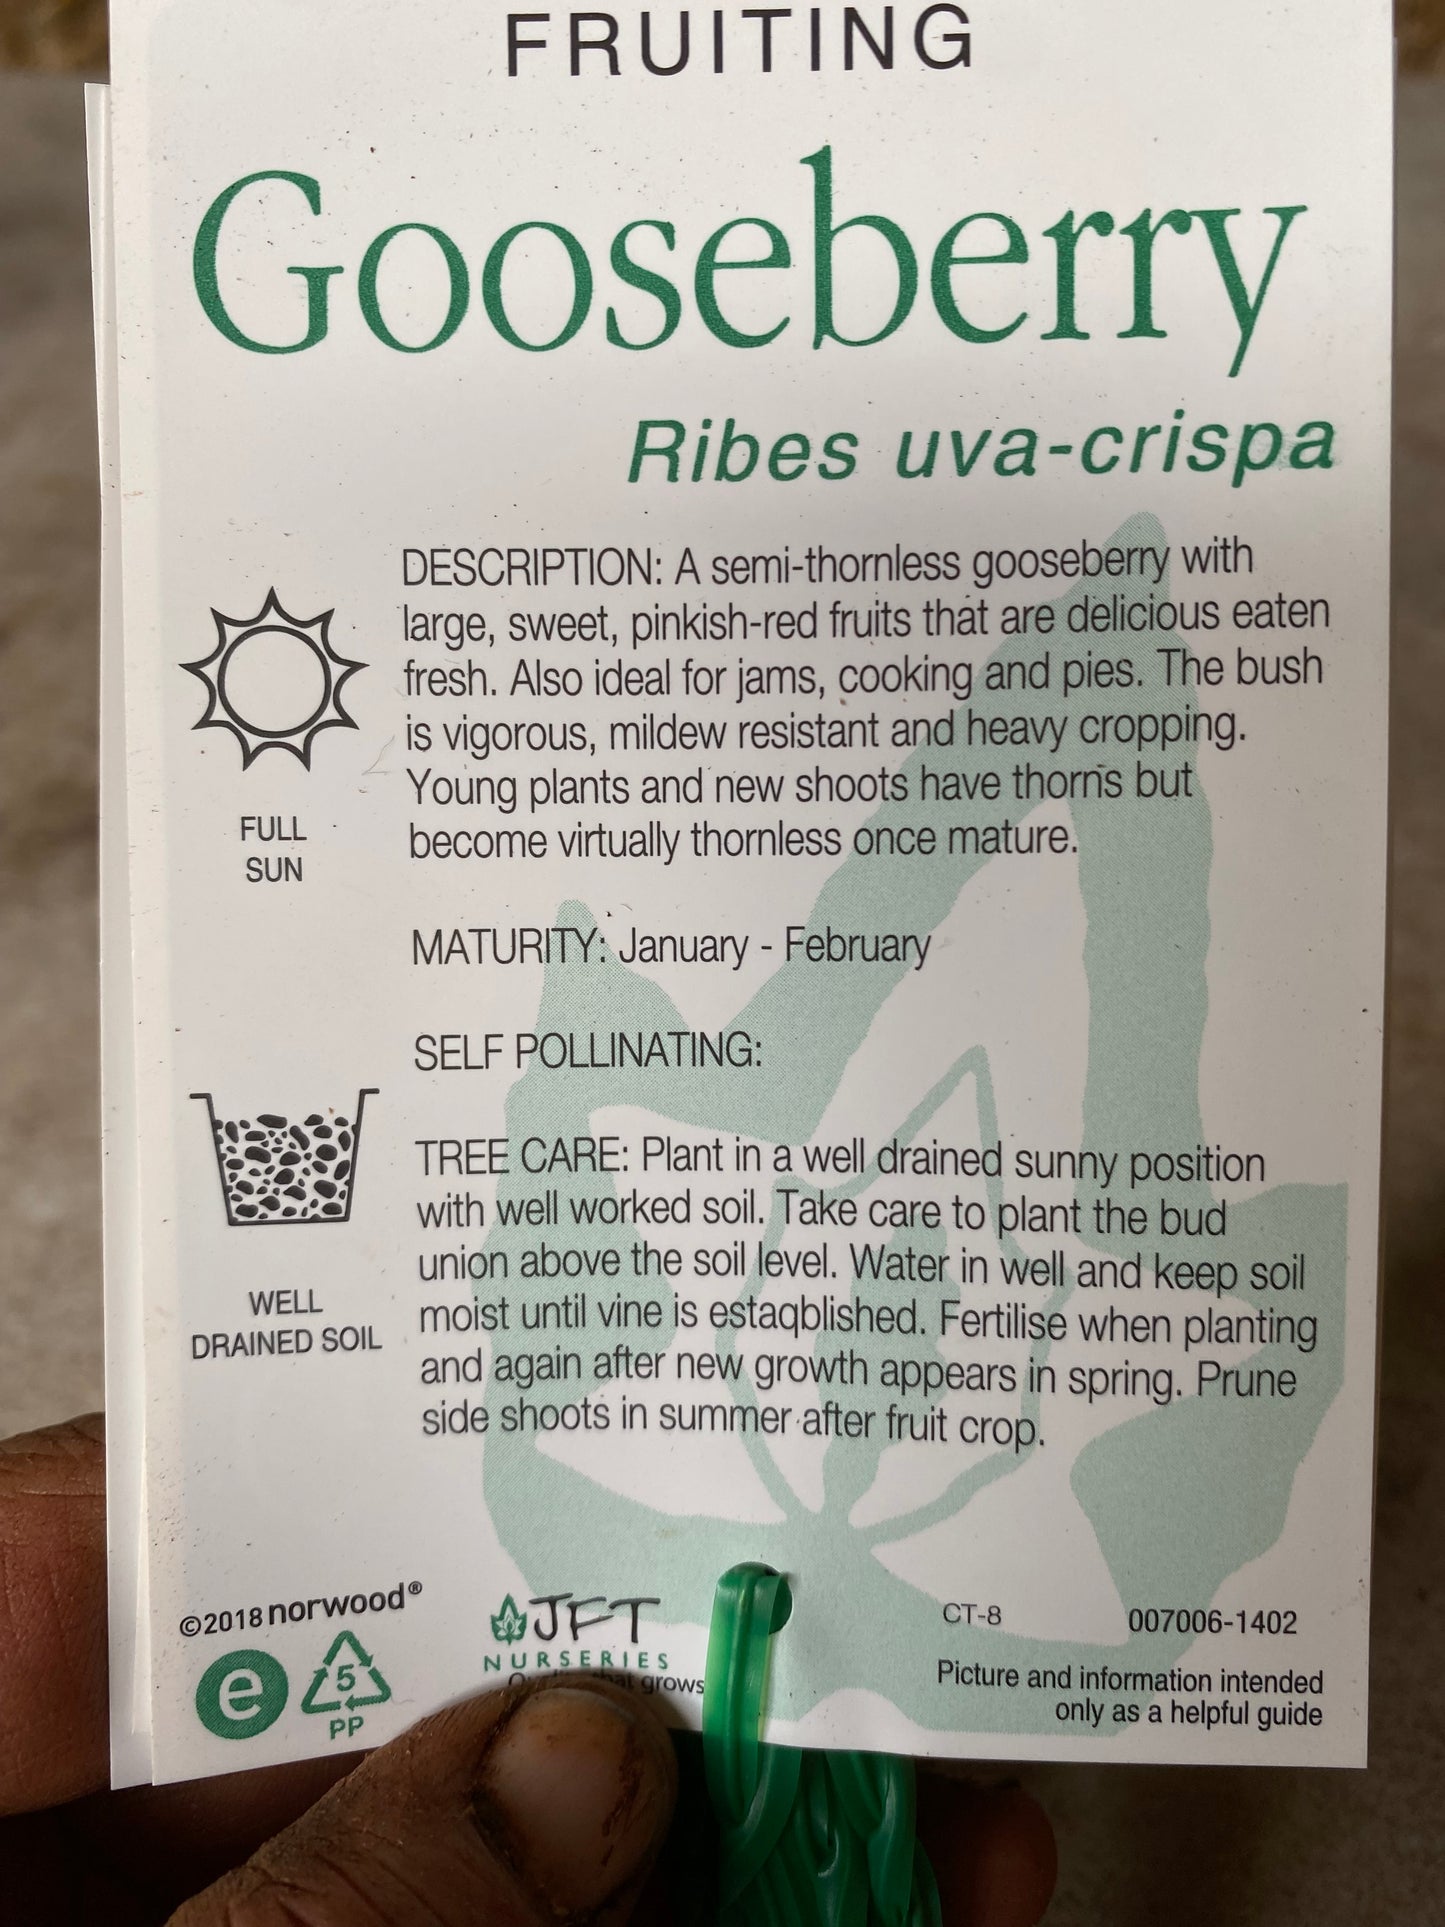 FRUITING
Gooseberry
Ribes uva-crispa
DESCRIPTION: A semi-thornless gooseberry with
large, sweet, pinkish-red fruits that are delicious eaten
fresh. Also ideal for jams, cooking and pies. The bush
is vigorous, mildew resistant and heavy cropping.
Young plants and new shoots have thorns but
become virtually thornless once mature.
FULL
SUN
MATURITY: January - February
SELF POLLINATING:
TREE CARE: Plant in a well drained sunny position
with well worked soil. Take care to plant the bud
union above the soil level. Water in well and keep soil
moist until vine is estaqblished. Fertilise when planting
and again after new growth appears in spring. Prune
side shoots in summer after fruit crop.
WELL
DRAINED SOIL
©2018 norwood®
e
5
PP
JFT
NURSERIES
grows
CT-8
007006-1402
Picture and information intended
only as a helpful guide